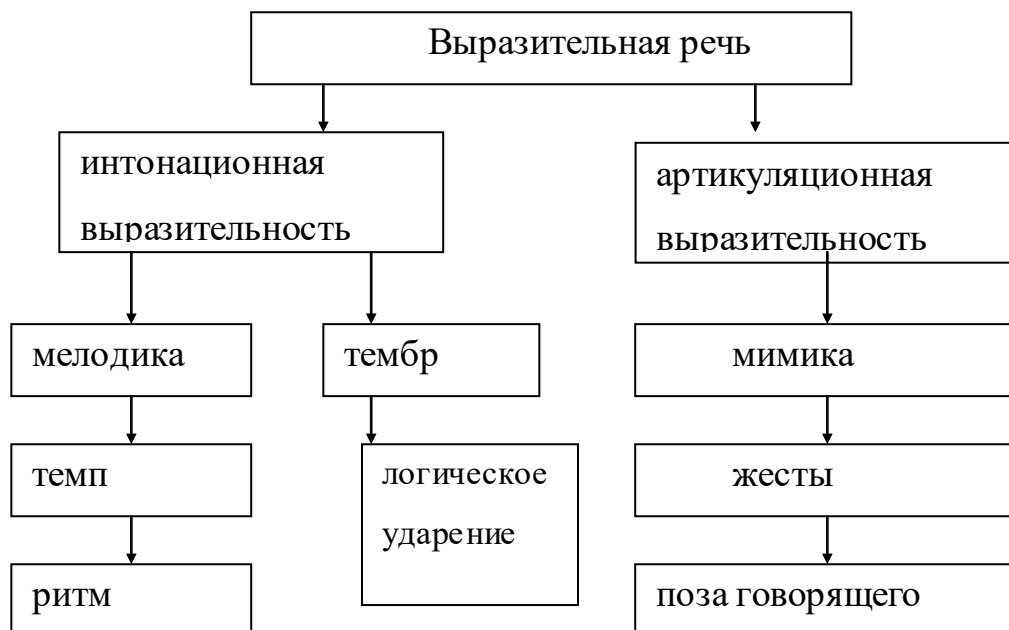 Выразительная речь
интонационная
выразительность
артикуляционная
выразительность
мелодика
тембр
мимика
темп
логическое
ударение
жесты
ритм
поза говорящего